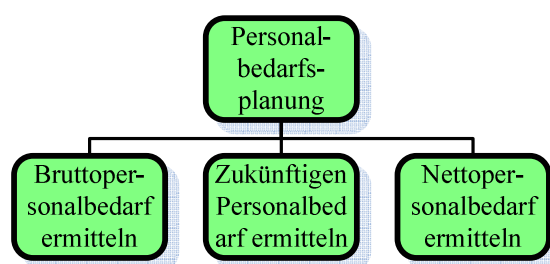 Personal-
bedarfs-
planung
Bruttoper-
sonalbedarf
ermitteln
Zukünftigen
Personalbed
arf ermitteln
Nettoper-
sonalbedarf
ermitteln